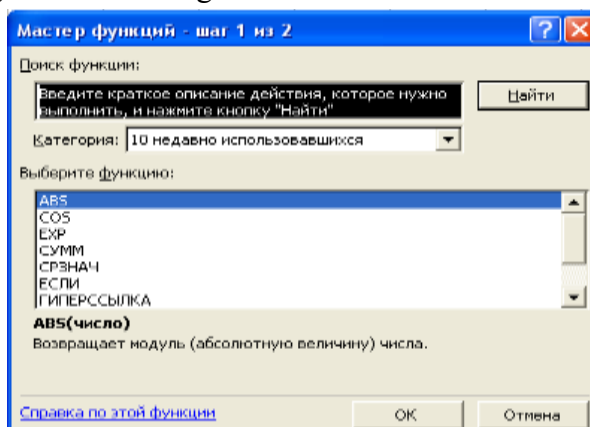 Мастер функций - шаг 1 из 2
Поиск функции:
Введите краткое описание действия, которое нужно
выполнить, и нажмите кнопку "Найти"
Найти
Категория: 10 недавно использовавшихся
Выберите функцию:
ABS
COS
EXP
СУММ
СРЗНАЧ
ЕСЛИ
ГИПЕРССЫЛКА
ABS(число)
Возвращает модуль (абсолютную величину) числа.
Справка по этой функции
ОК
Отмена